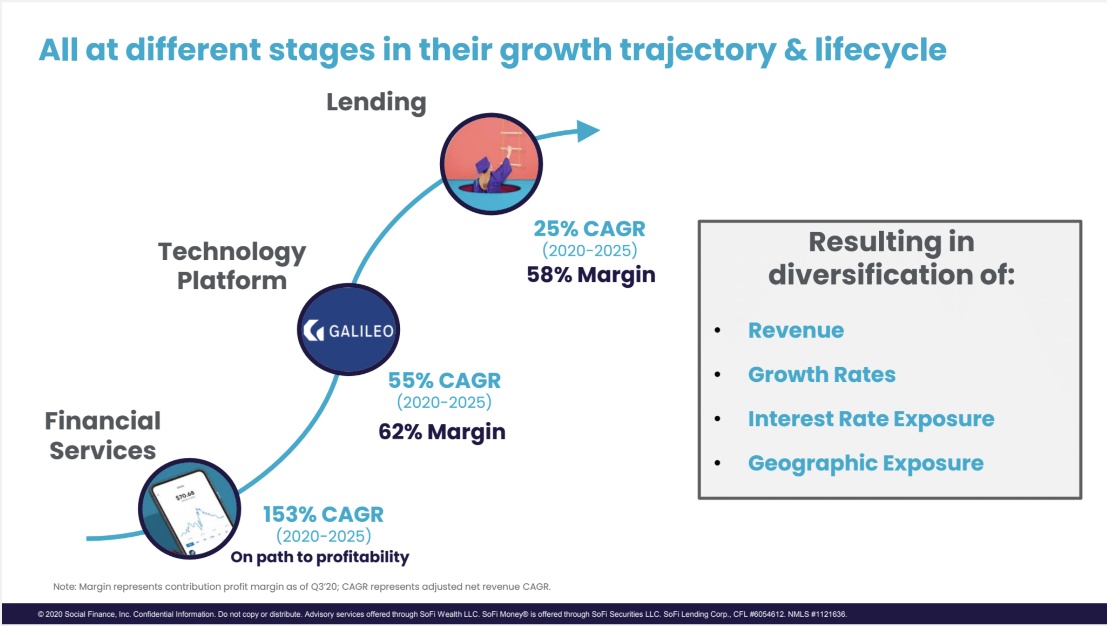 All at different stages in their growth trajectory & lifecycle
Lending
25% CAGR
(2020-2025)
58% Margin
Technology
Platform
GALILEO
55% CAGR
(2020-2025)
62% Margin
Financial
Services
$70.68
153% CAGR
(2020-2025)
On path to profitability
Resulting in
diversification of:
• Revenue
• Growth Rates
• Interest Rate Exposure
• Geographic Exposure
Note: Margin represents contribution profit margin as of Q3'20; CAGR represents adjusted net revenue CAGR.
© 2020 Social Finance, Inc. Confidential Information. Do not copy or distribute. Advisory services offered through SoFi Wealth LLC. SoFi Money® is offered through SoFi Securities LLC. SoFi Lending Corp., CFL #6054612. NMLS #1121636.